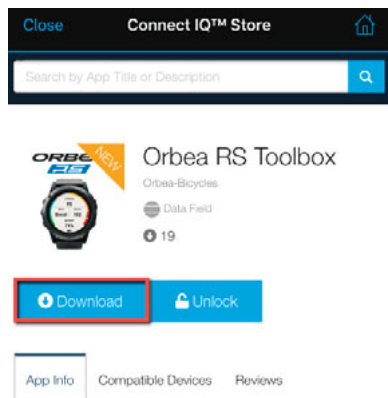 Close Connect IQ™ Store
Search by App Title or Description
ORBEA
RS
NEW
Orbea RS Toolbox
Orbea-Bicycles
Data Field
19
Download Unlock
App Info Compatible Devices Reviews